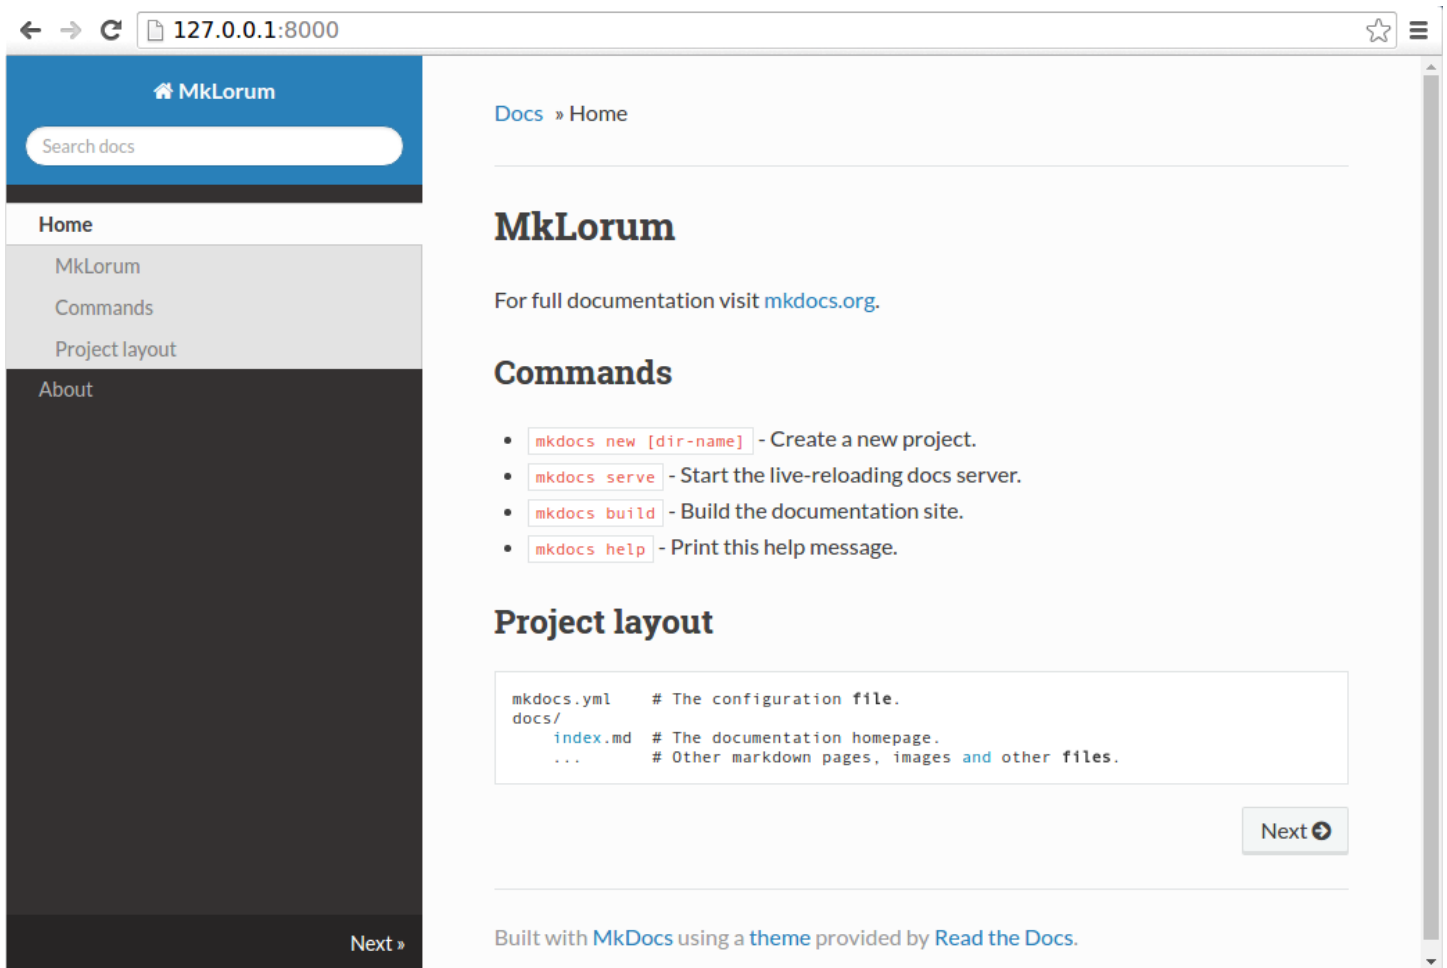 127.0.0.1:8000
MkLorum
Search docs
Home
MkLorum
Commands
Project layout
About
Next »
Docs » Home
MkLorum
For full documentation visit mkdocs.org.
Commands
mkdocs new [dir-name] - Create a new project.
mkdocs serve - Start the live-reloading docs server.
mkdocs build - Build the documentation site.
mkdocs help - Print this help message.
Project layout
mkdocs.yml    # The configuration file.
docs/
    index.md  # The documentation homepage.
    ...       # Other markdown pages, images and other files.
Next
Built with MkDocs using a theme provided by Read the Docs.